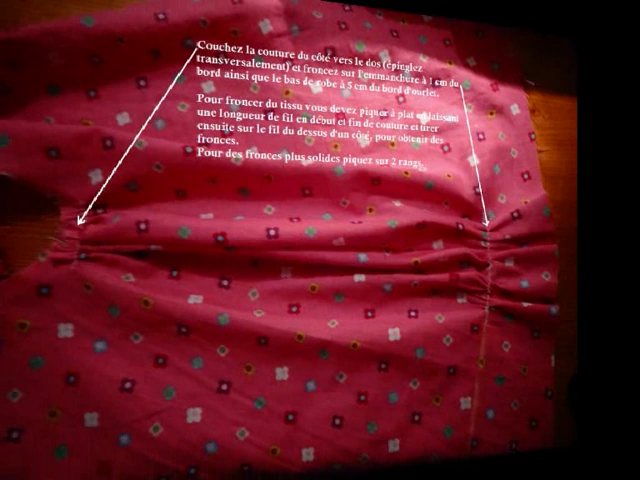 Couchez la couture du côté vers le dos (épinglez
transversalement) et froncez sur l'emmanchure à 1 cm du
bord ainsi que le bas de robe à 5 cm du bord d'ourlet.
Pour froncer du tissu vous devez piquer à plat en laissant
une longueur de fil en début et fin de couture et tirer
ensuite sur le fil du dessus d'un côté, pour obtenir des
fronces.
Pour des fronces plus solides piquez sur 2 rangs.